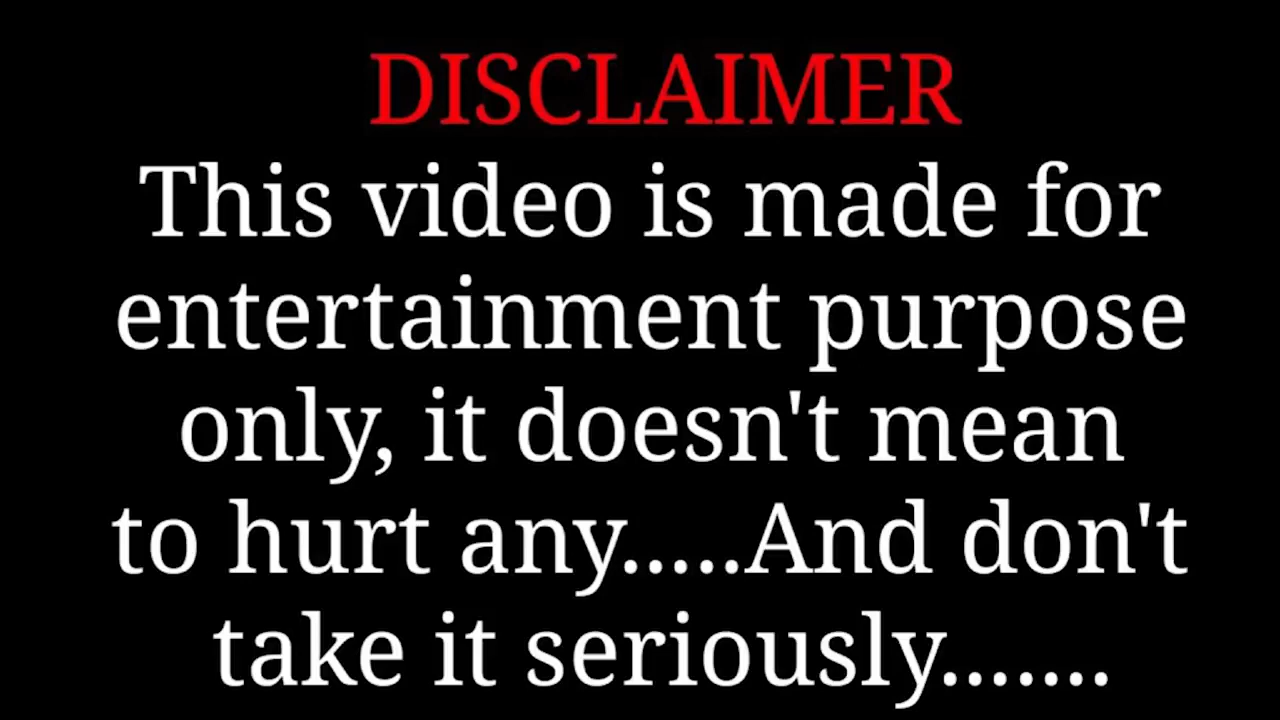 DISCLAIMER
This video is made for
entertainment purpose
only, it doesn't mean
to hurt any.....And don't
take it seriously.......